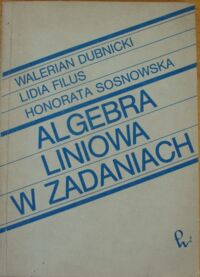 WALERIAN DUBNICKI
LIDIA FILUS
HONORATA SOSNOWSKA
ALGEBRA
LINIOWA
W ZADANIACH